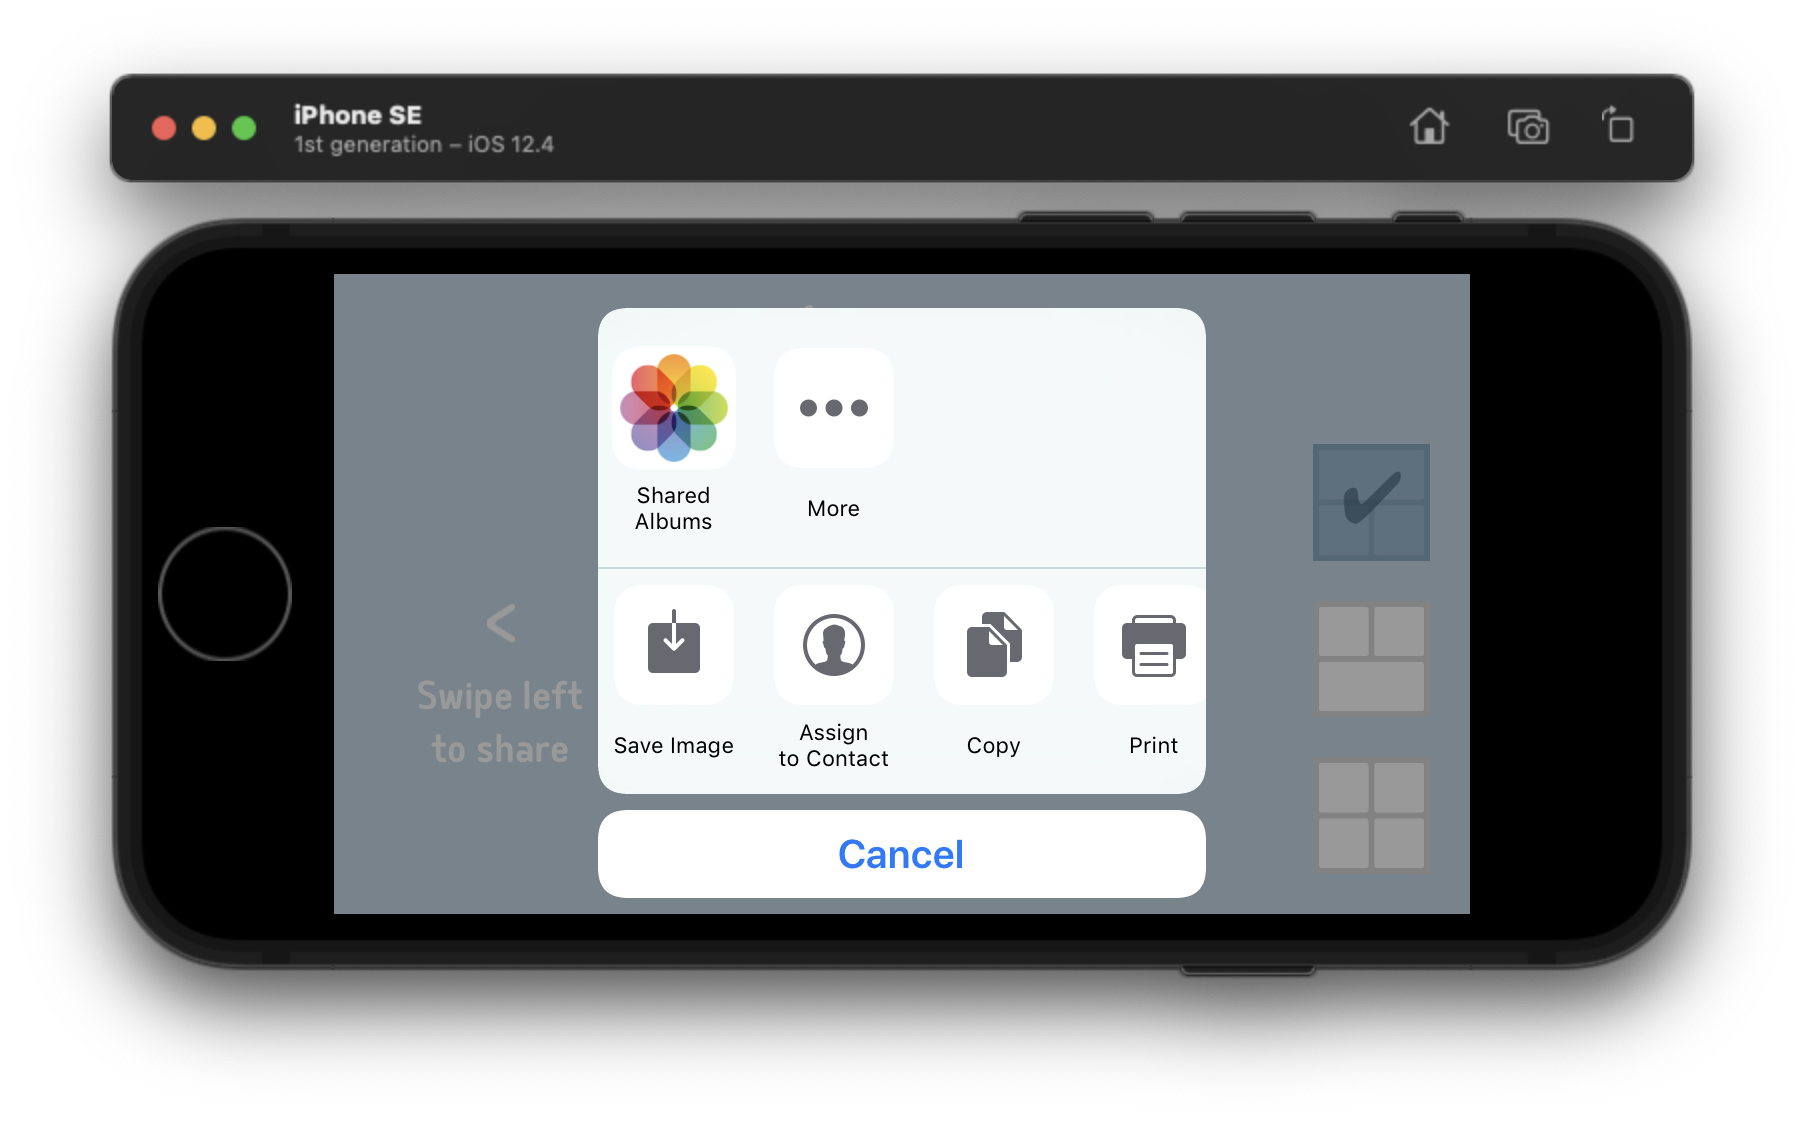 iPhone SE
1st generation – iOS 12.4
Shared
Albums
More
Swipe left
to share
Save Image
Assign
to Contact
Copy
Print
Cancel